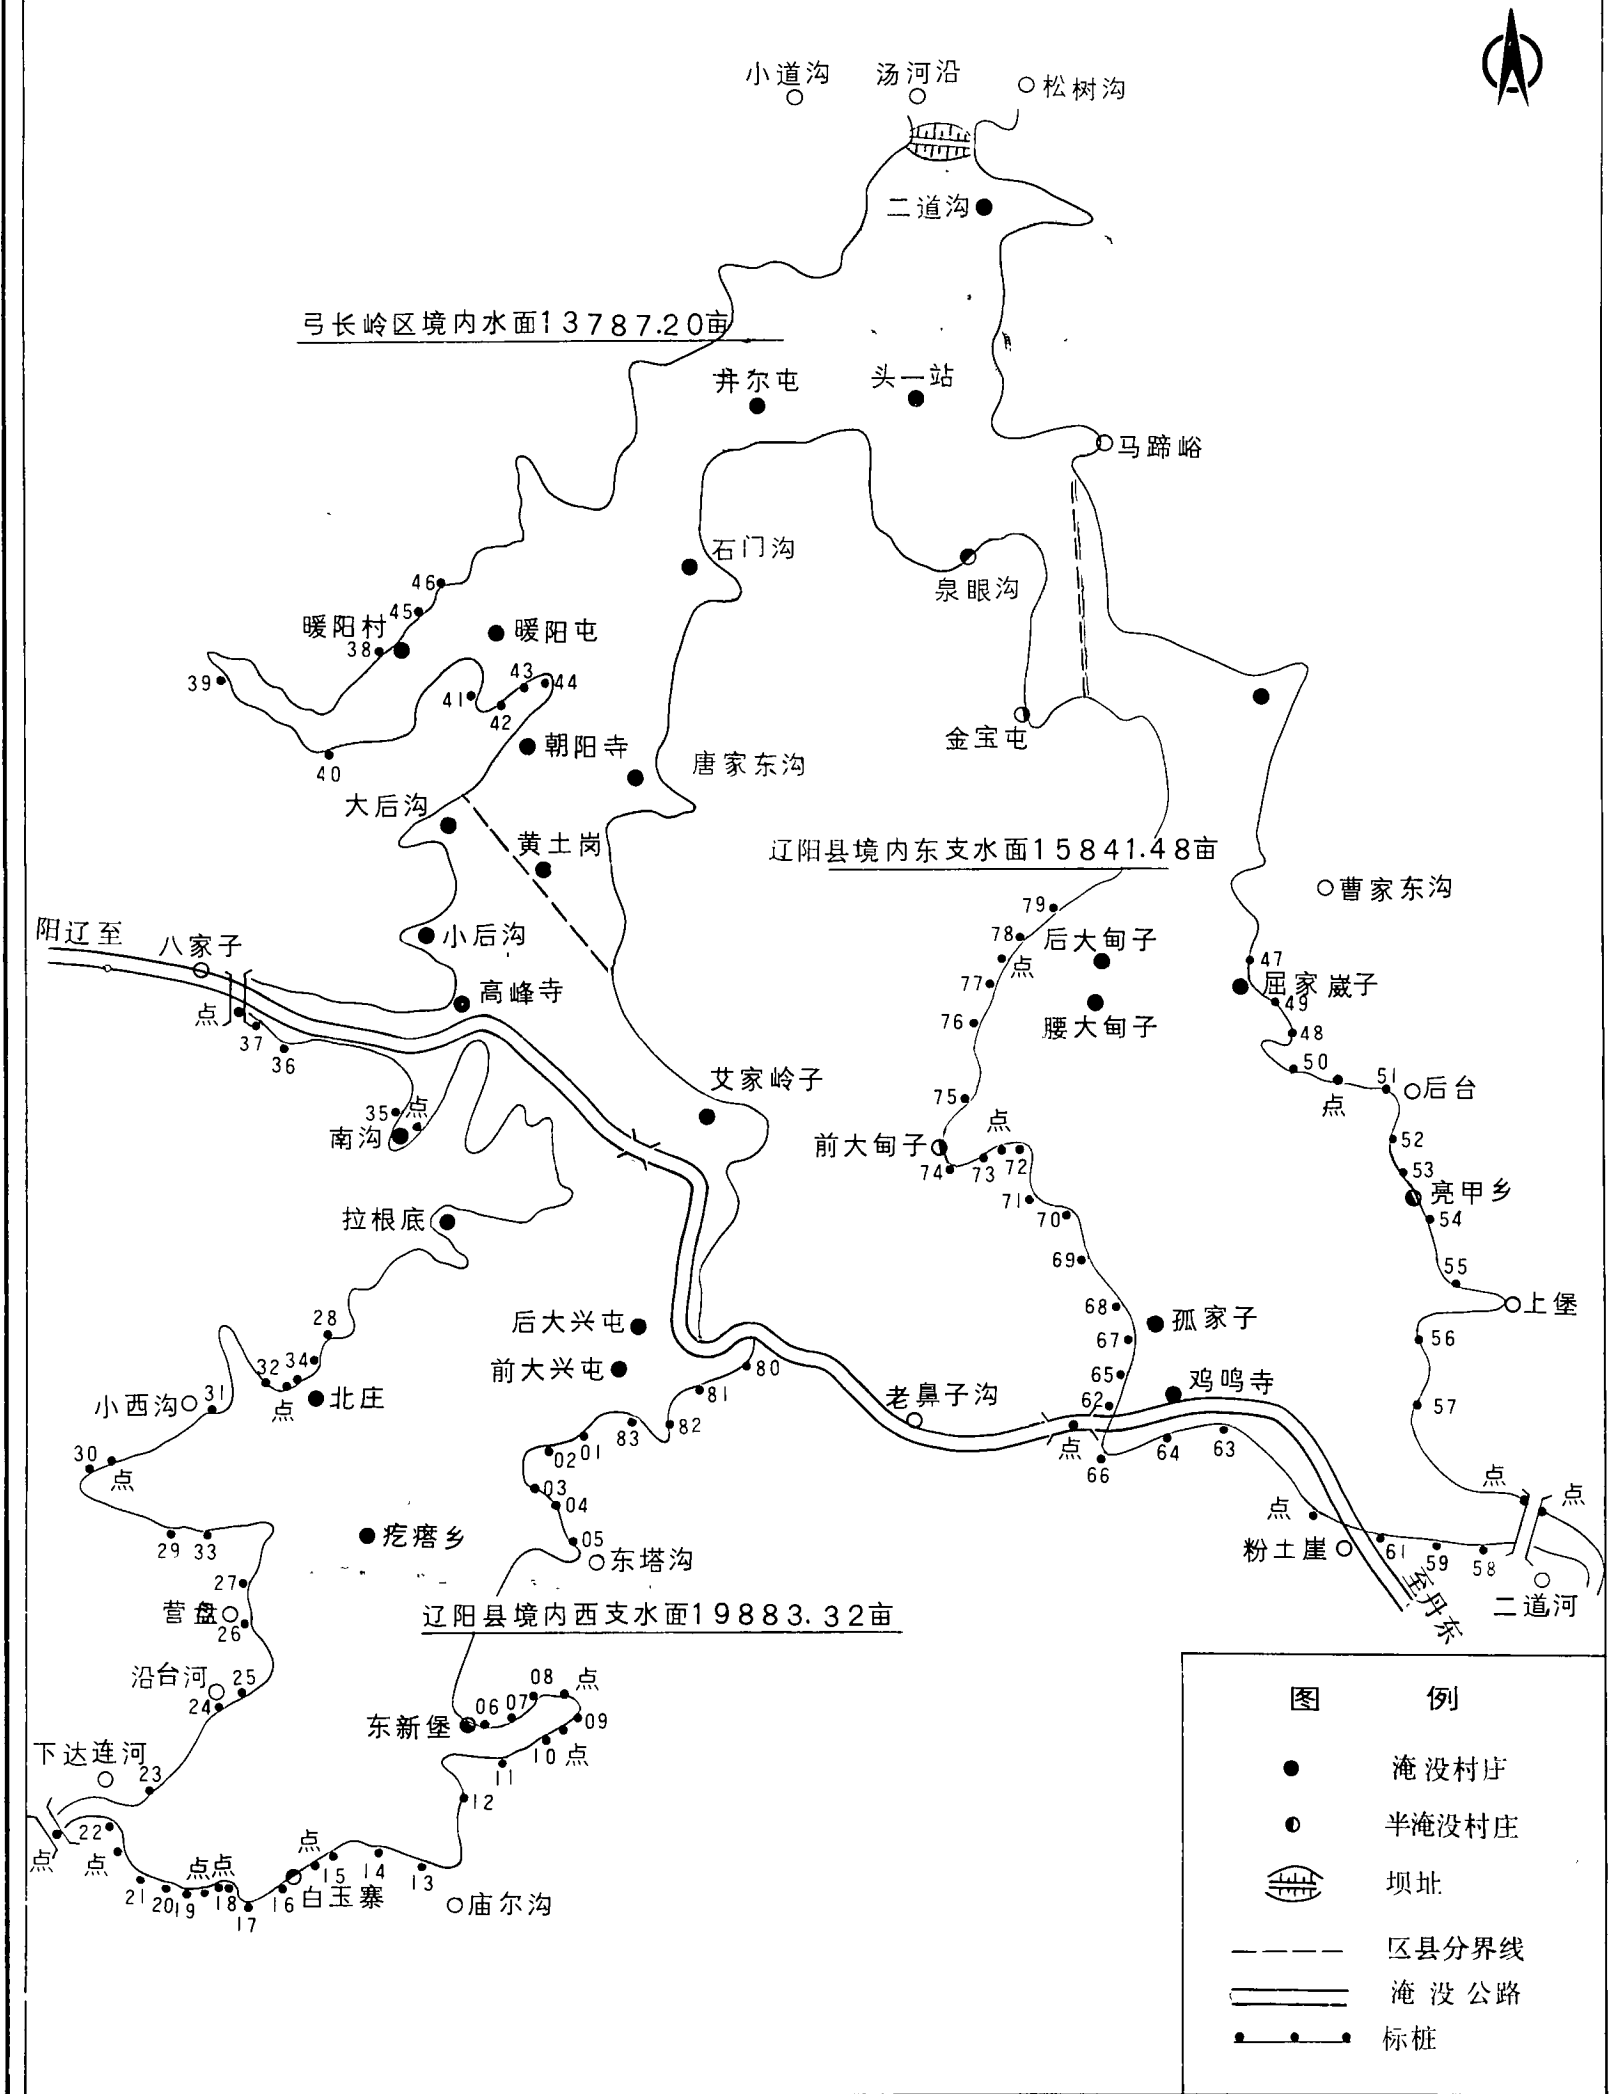 小道沟
汤河沿
松树沟
二道沟
弓长岭区境内水面13787.20亩
井尔屯
头一站
马蹄峪
石门沟
泉眼沟
46
45
暖阳村
38
暖阳屯
39
43
44
41
42
40
朝阳寺
金宝屯
唐家东沟
大后沟
黄土岗
辽阳县境内东支水面15841.48亩
曹家东沟
79
78
后大甸子
点
77
阳辽至
八家子
小后沟
47
屈家崴子
49
高峰寺
点
37
36
76
腰大甸子
48
50
点
51
后台
艾家岭子
75
35
点
南沟
前大甸子
点
74
73
72
52
53
亮甲乡
54
71
70
拉根底
69
55
上堡
28
后大兴屯
68
孤家子
67
56
前大兴屯
80
32
34
点
北庄
小西沟
31
81
65
鸡鸣寺
62
老鼻子沟
57
82
83
01
02
点
66
64
63
30
点
03
04
点
点
点
29
33
疙瘩乡
05
东塔沟
粉土崖
61
59
58
至丹东
二道河
27
营盘
26
辽阳县境内西支水面19883.32亩
沿台河
25
24
08
点
07
06
东新堡
09
10
点
下达连河
23
11
12
22
点
点
点
15
14
13
点点
21
20
19
18
17
16
白玉寨
庙尔沟
图例
淹没村庄
半淹没村庄
坝址
区县分界线
淹没公路
标桩